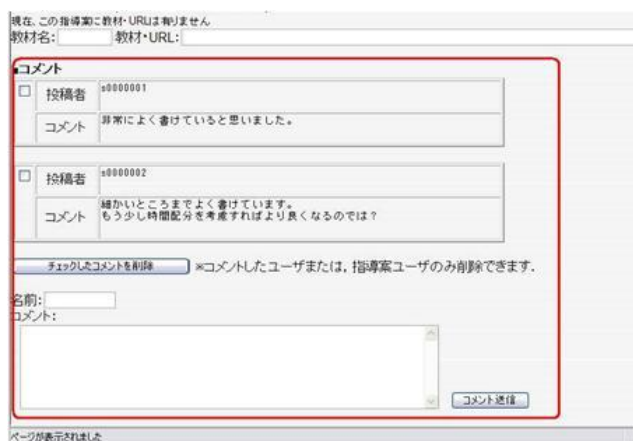 現在、この指導案に教材・URLは有りません
教材名:
教材・URL:
■コメント
投稿者
s0000001
コメント
非常によく書けていると思いました。
投稿者
s0000002
コメント
細かいところまでよく書けています。
もう少し時間配分を考慮すればより良くなるのでは？
チェックしたコメントを削除
※コメントしたユーザまたは，指導案ユーザのみ削除できます．
名前:
コメント:
コメント送信
ページが表示されました